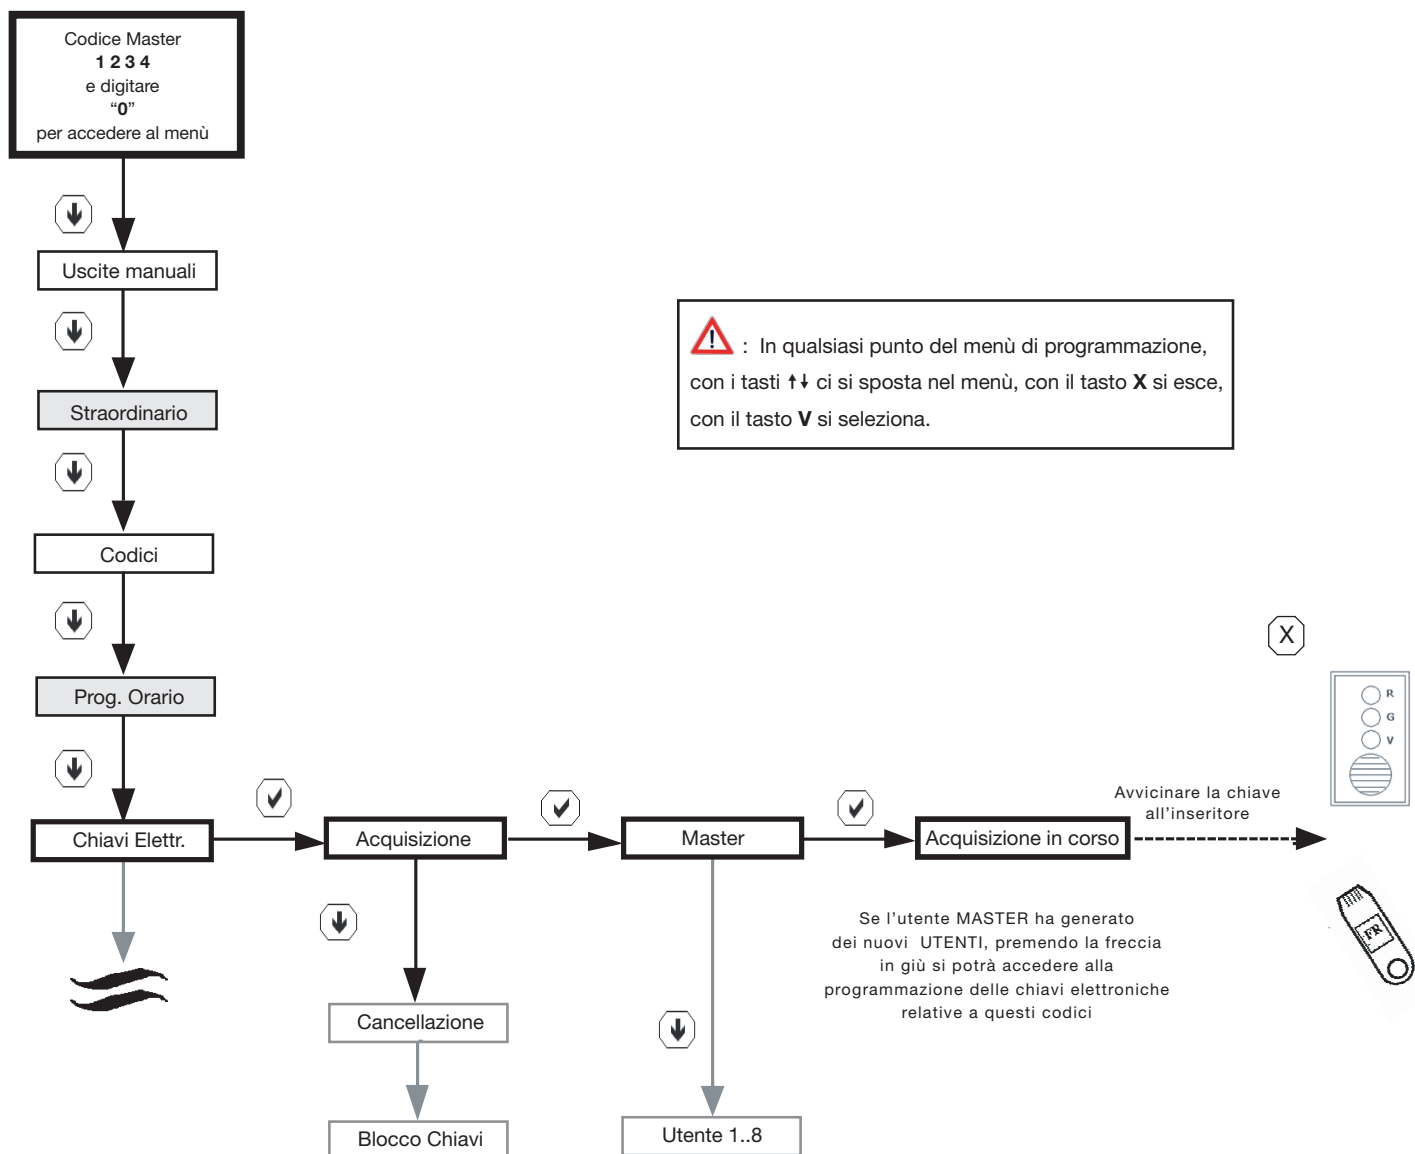 Codice Master
1 2 3 4
e digitare
“0”
per accedere al menù
Uscite manuali
Straordinario
Codici
Prog. Orario
Chiavi Elettr.
: In qualsiasi punto del menù di programmazione,
con i tasti ↑↓ ci si sposta nel menù, con il tasto X si esce,
con il tasto V si seleziona.
Acquisizione
Cancellazione
Blocco Chiavi
Master
Utente 1..8
Acquisizione in corso
Avvicinare la chiave
all’inseritore
X
R
G
V
FR
Se l’utente MASTER ha generato
dei nuovi UTENTI, premendo la freccia
in giù si potrà accedere alla
programmazione delle chiavi elettroniche
relative a questi codici